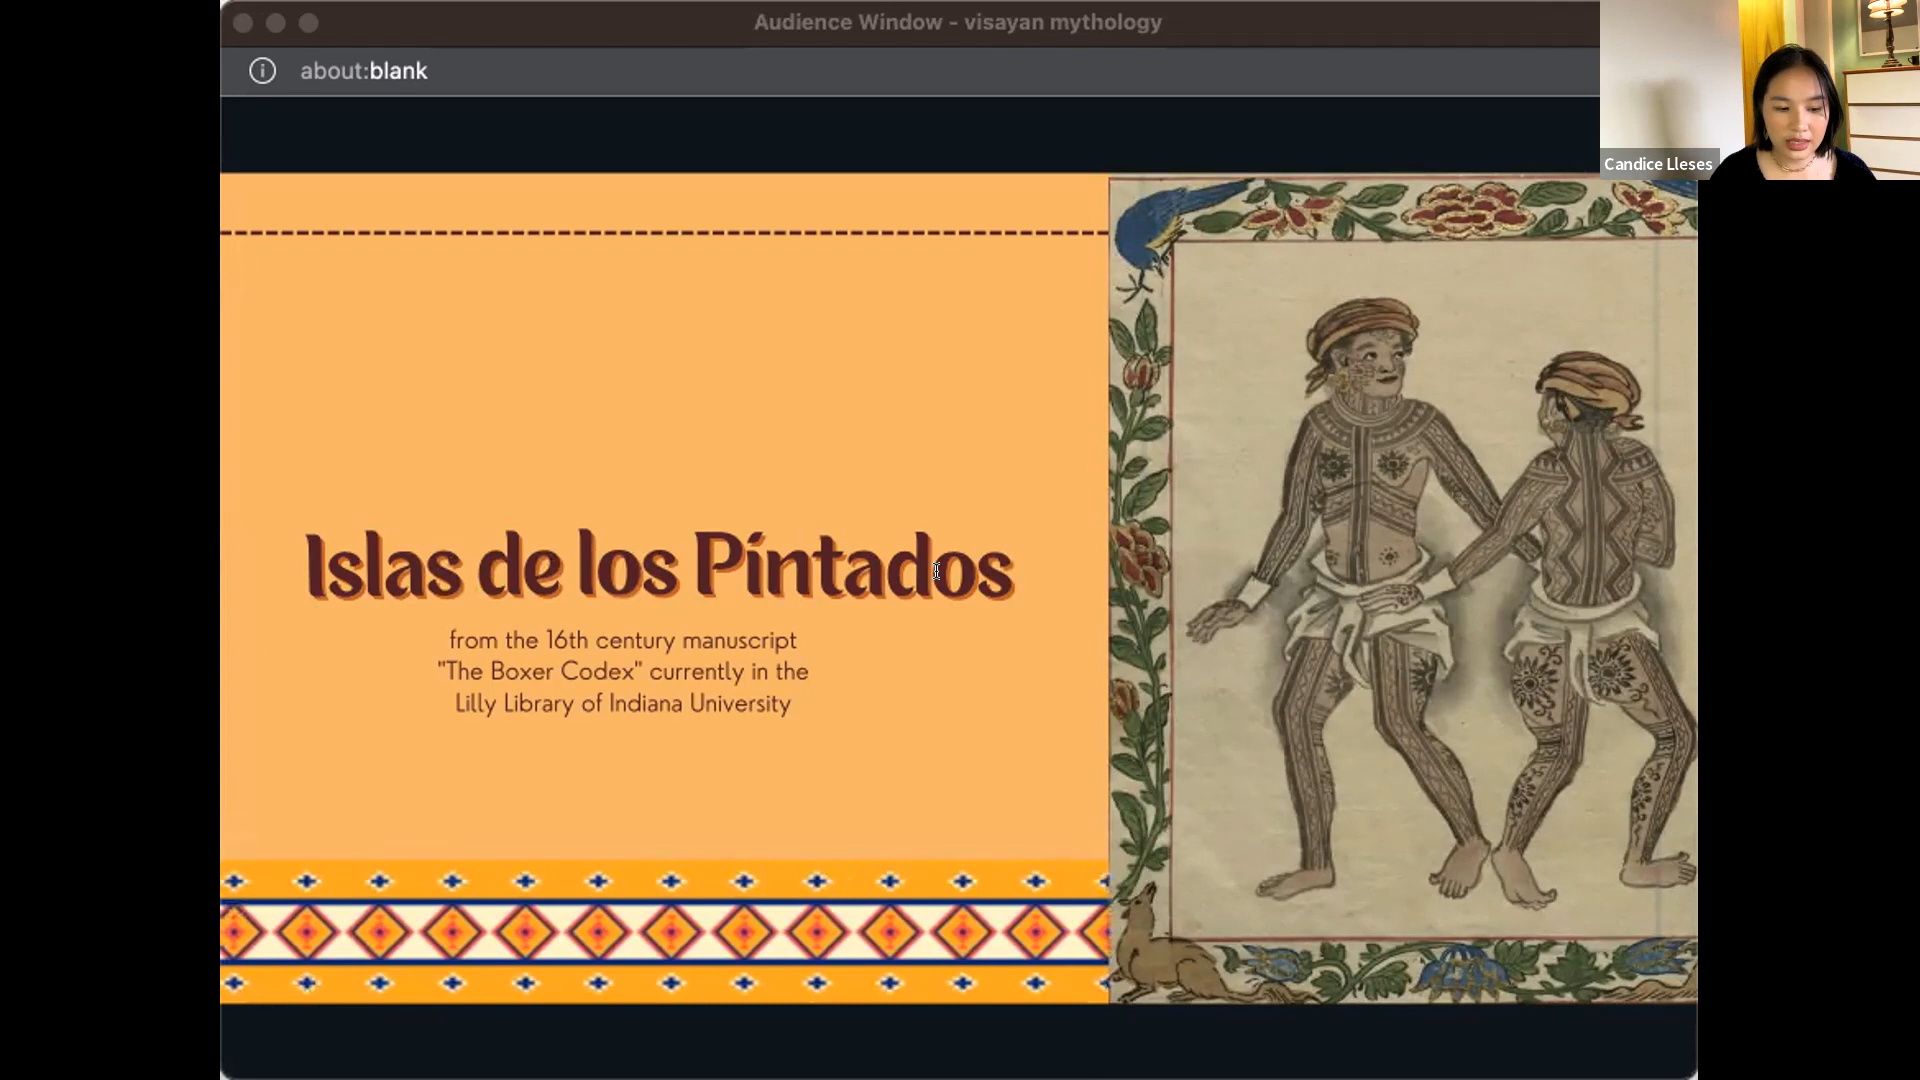 Audience Window - visayan mythology
about:blank
Candice Lleses
Islas de los Pintados
from the 16th century manuscript
"The Boxer Codex" currently in the
Lilly Library of Indiana University